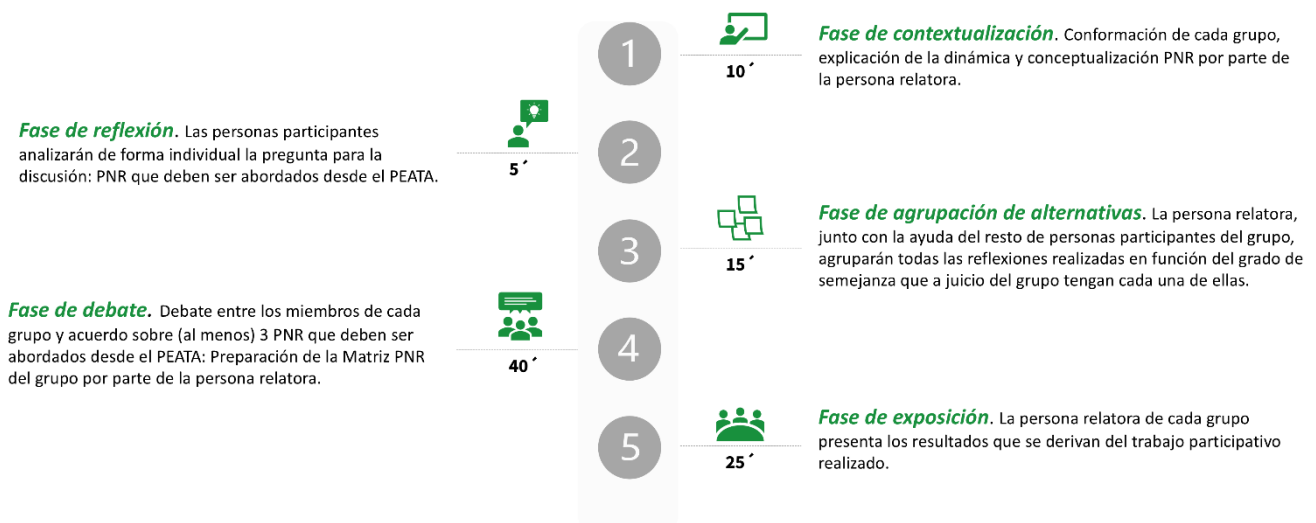 1
10´
Fase de contextualización. Conformación de cada grupo,
explicación de la dinámica y conceptualización PNR por parte de
la persona relatora.
Fase de reflexión. Las personas participantes
analizarán de forma individual la pregunta para la
discusión: PNR que deben ser abordados desde el PEATA.
5´
2
3
15´
Fase de agrupación de alternativas. La persona relatora,
junto con la ayuda del resto de personas participantes del grupo,
agruparán todas las reflexiones realizadas en función del grado de
semejanza que a juicio del grupo tengan cada una de ellas.
Fase de debate. Debate entre los miembros de cada
grupo y acuerdo sobre (al menos) 3 PNR que deben ser
abordados desde el PEATA: Preparación de la Matriz PNR
del grupo por parte de la persona relatora.
40´
4
5
25´
Fase de exposición. La persona relatora de cada grupo
presenta los resultados que se derivan del trabajo participativo
realizado.